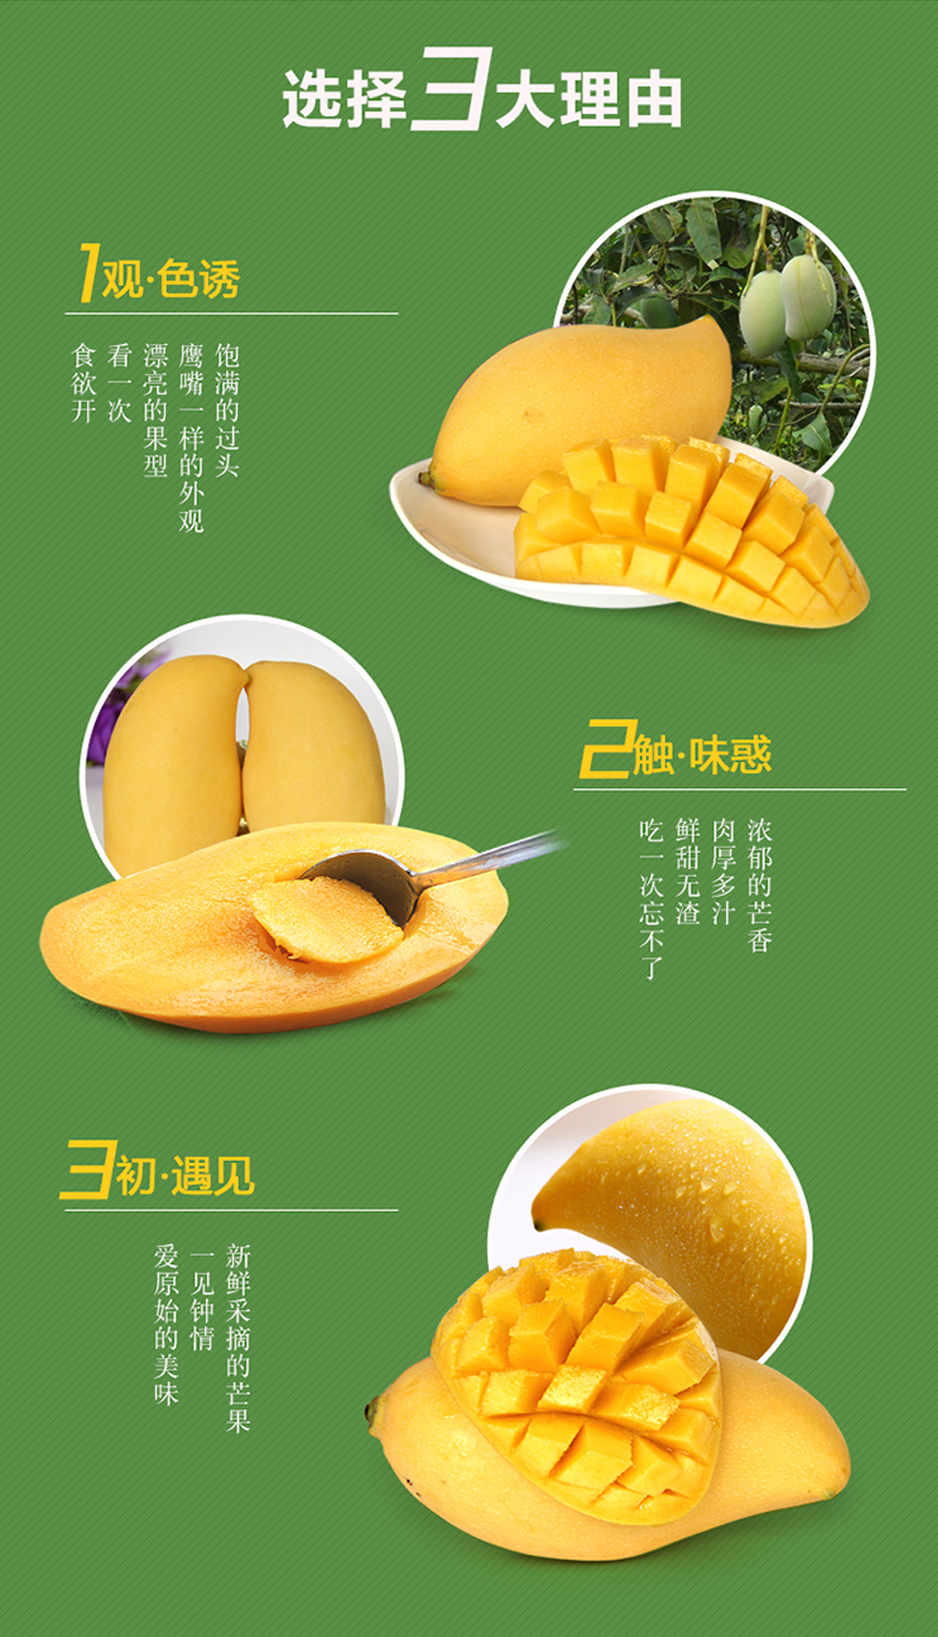 选择3大理由
1观·色诱
饱满的过头
鹰嘴一样的外观
漂亮的果型
看一次
食欲开
2触·味惑
浓郁的芒香
肉厚多汁
鲜甜无渣
吃一次忘不了
3初·遇见
新鲜采摘的芒果
一见钟情
爱原始的美味